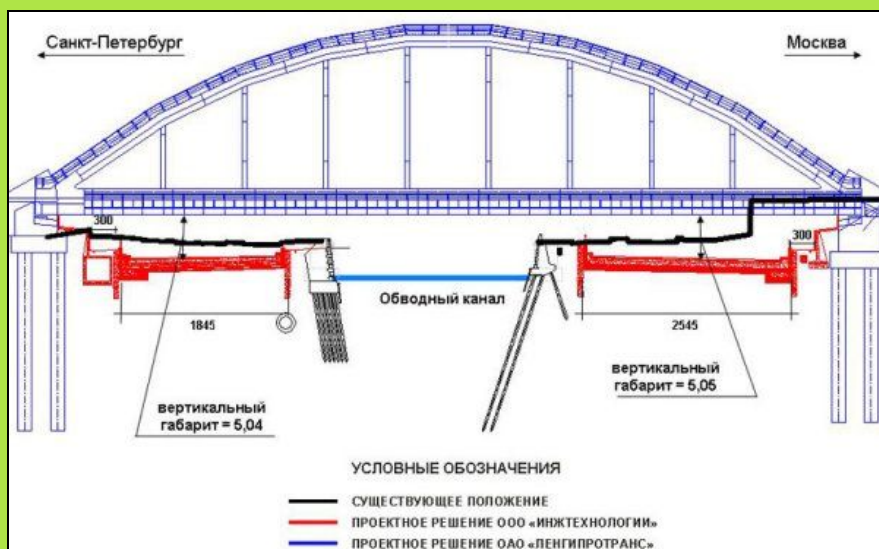 Санкт-Петербург
Москва
300
300
Обводный канал
1845
2545
вертикальный
габарит = 5,04
вертикальный
габарит = 5,05
УСЛОВНЫЕ ОБОЗНАЧЕНИЯ
СУЩЕСТВУЮЩЕЕ ПОЛОЖЕНИЕ
ПРОЕКТНОЕ РЕШЕНИЕ ООО «ИНЖТЕХНОЛОГИИ»
ПРОЕКТНОЕ РЕШЕНИЕ ОАО «ЛЕНГИПРОТРАНС»